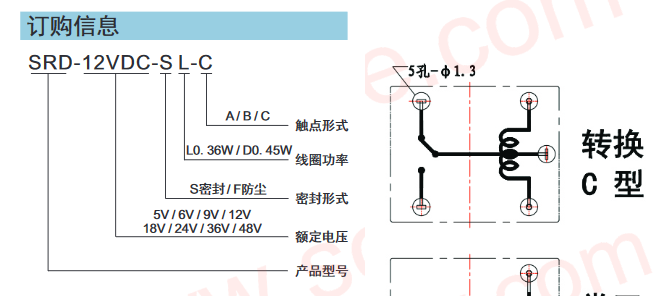 订购信息
SRD-12VDC-S L-C
A/B/C
触点形式
L0. 36W/D0. 45W
线圈功率
S密封/F防尘
密封形式
5V/6V/9V/12V
18V/24V/36V/48V
额定电压
产品型号
5孔-φ1.3
转换
C 型